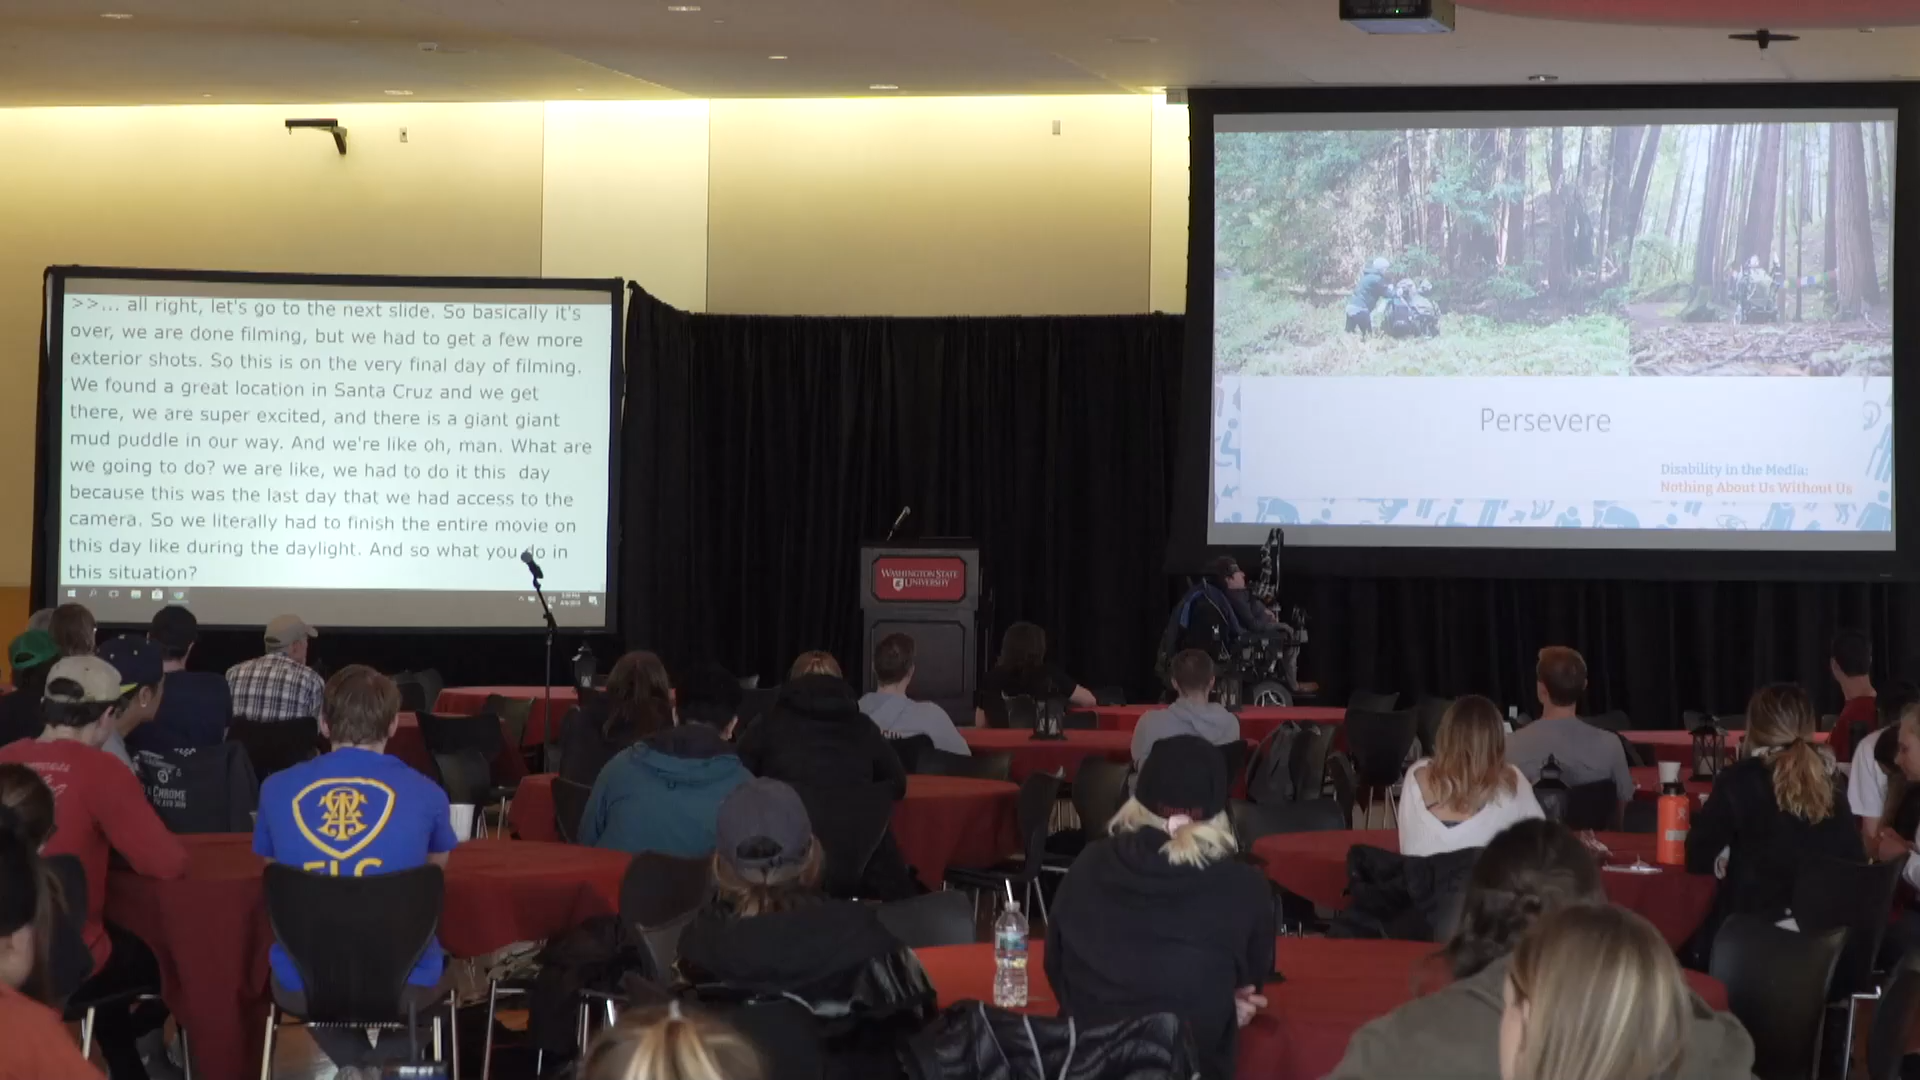 >>... all right, let's go to the next slide. So basically it's
over, we are done filming, but we had to get a few more
exterior shots. So this is on the very final day of filming.
We found a great location in Santa Cruz and we get
there, we are super excited, and there is a giant giant
mud puddle in our way. And we're like oh, man. What are
we going to do? we are like, we had to do it this  day
because this was the last day that we had access to the
camera. So we literally had to finish the entire movie on
this day like during the daylight. And so what you do in
this situation?
Persevere
Disability in the Media:
Nothing About Us Without Us
WASHINGTON STATE
UNIVERSITY
& CHROME
FLC